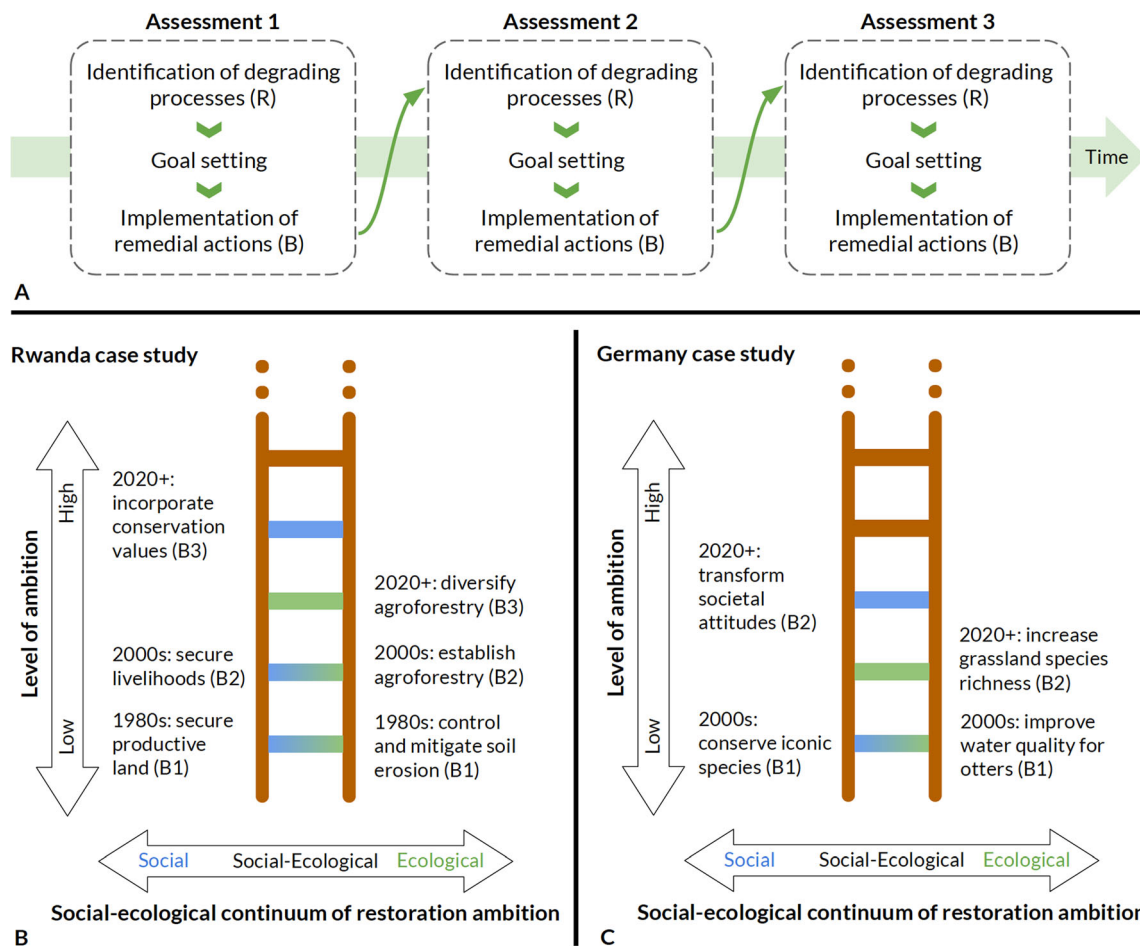 Assessment 1
Assessment 2
Assessment 3
Identification of degrading
processes (R)
Goal setting
Implementation of
remedial actions (B)
Identification of degrading
processes (R)
Goal setting
Implementation of
remedial actions (B)
Identification of degrading
processes (R)
Goal setting
Implementation of
remedial actions (B)
Time
A
Rwanda case study
Level of ambition
High
Low
2020+:
incorporate
conservation
values (B3)
2020+: diversify
agroforestry (B3)
2000s: secure
livelihoods (B2)
2000s: establish
agroforestry (B2)
1980s: secure
productive
land (B1)
1980s: control
and mitigate soil
erosion (B1)
Social
Social-Ecological
Ecological
Social-ecological continuum of restoration ambition
B
Germany case study
Level of ambition
High
Low
2020+:
transform
societal
attitudes (B2)
2020+: increase
grassland species
richness (B2)
2000s:
conserve iconic
species (B1)
2000s: improve
water quality for
otters (B1)
Social
Social-Ecological
Ecological
Social-ecological continuum of restoration ambition
C